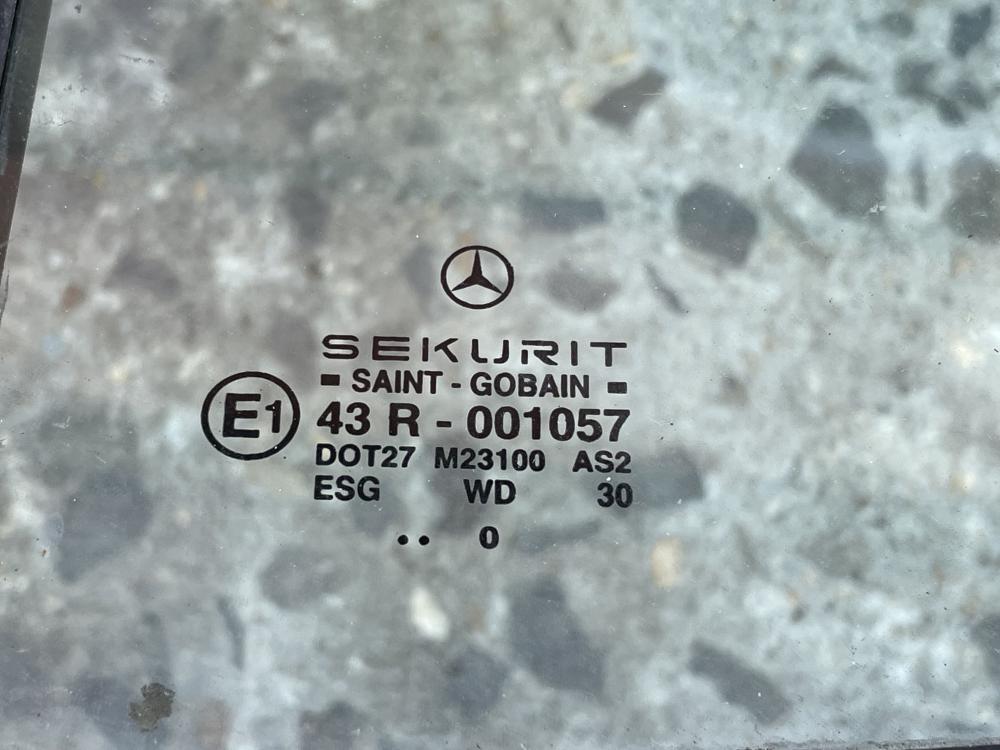 SEKURIT
SAINT - GOBAIN
E1 43 R - 001057
DOT27 M23100 AS2
ESG WD 30
.. 0